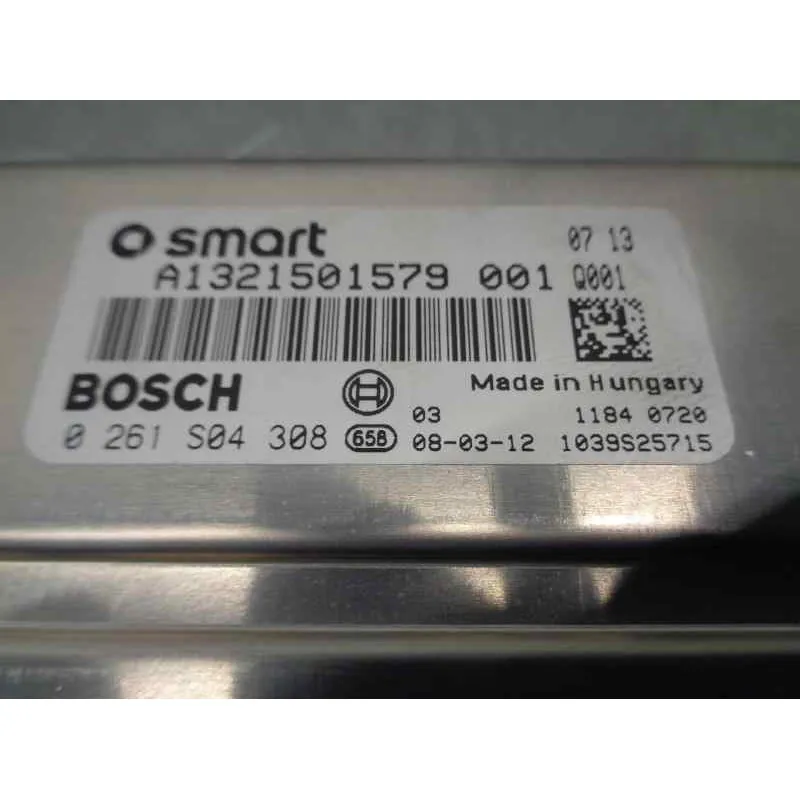 smart 07 13
A1321501579 001 Q001
BOSCH Made in Hungary
03 1184 0720
0 261 S04 308 658 08-03-12 1039S25715